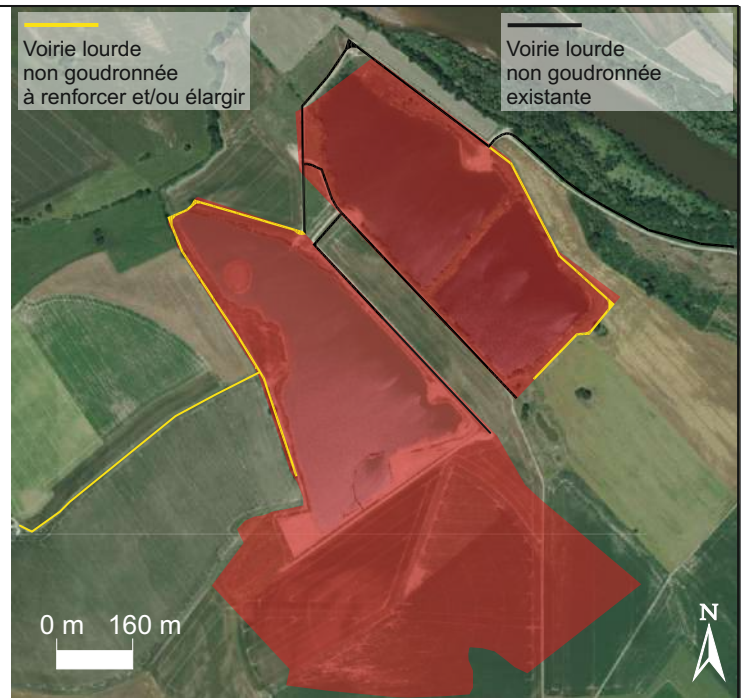 Voirie lourde
non goudronnée
à renforcer et/ou élargir
Voirie lourde
non goudronnée
existante
0 m 160 m
N